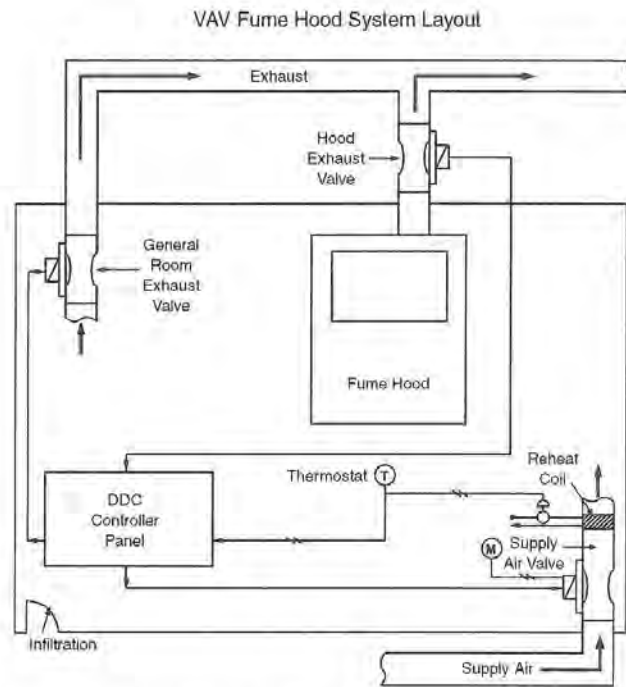 VAV Fume Hood System Layout
Exhaust
Hood
Exhaust
Valve
General
Room
Exhaust
Valve
Fume Hood
Thermostat
T
Reheat
Coil
DDC
Controller
Panel
M
Supply
Air Valve
Infiltration
Supply Air